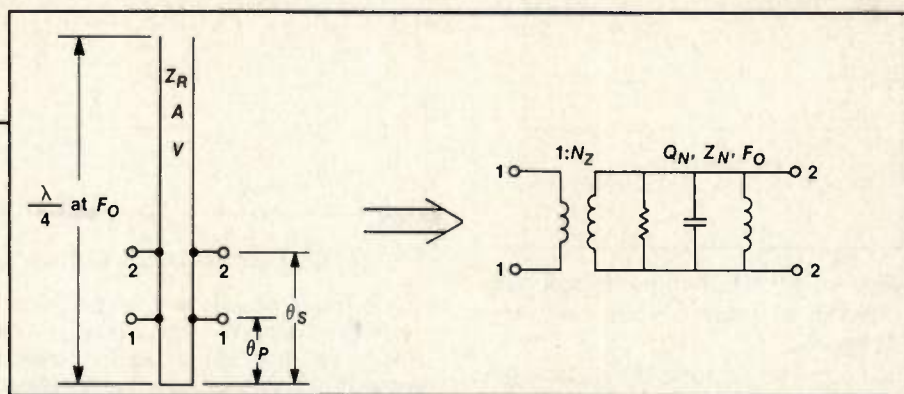 Z_R
A
V
λ/4 at F_O
2 2
1 1
θ_S
θ_P
1:N_Z
Q_N, Z_N, F_O
1 2
1 2